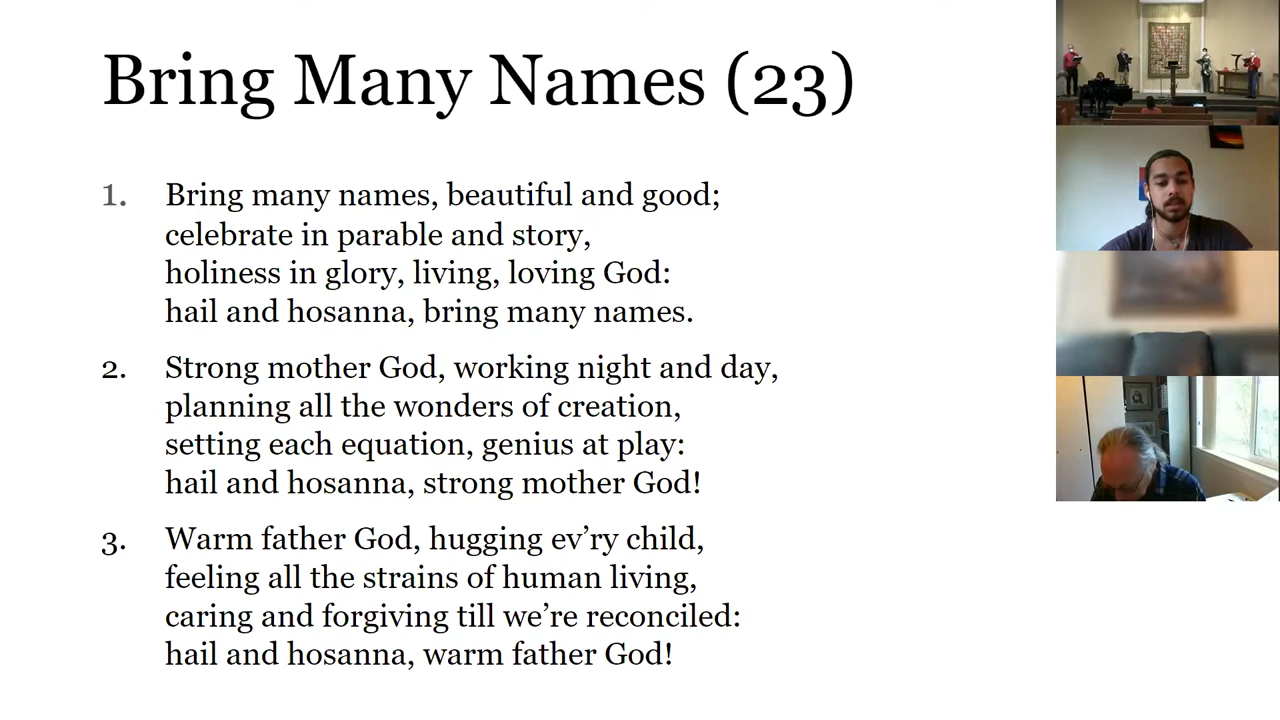 Bring Many Names (23)
1. Bring many names, beautiful and good;
celebrate in parable and story,
holiness in glory, living, loving God:
hail and hosanna, bring many names.
2. Strong mother God, working night and day,
planning all the wonders of creation,
setting each equation, genius at play:
hail and hosanna, strong mother God!
3. Warm father God, hugging ev’ry child,
feeling all the strains of human living,
caring and forgiving till we’re reconciled:
hail and hosanna, warm father God!